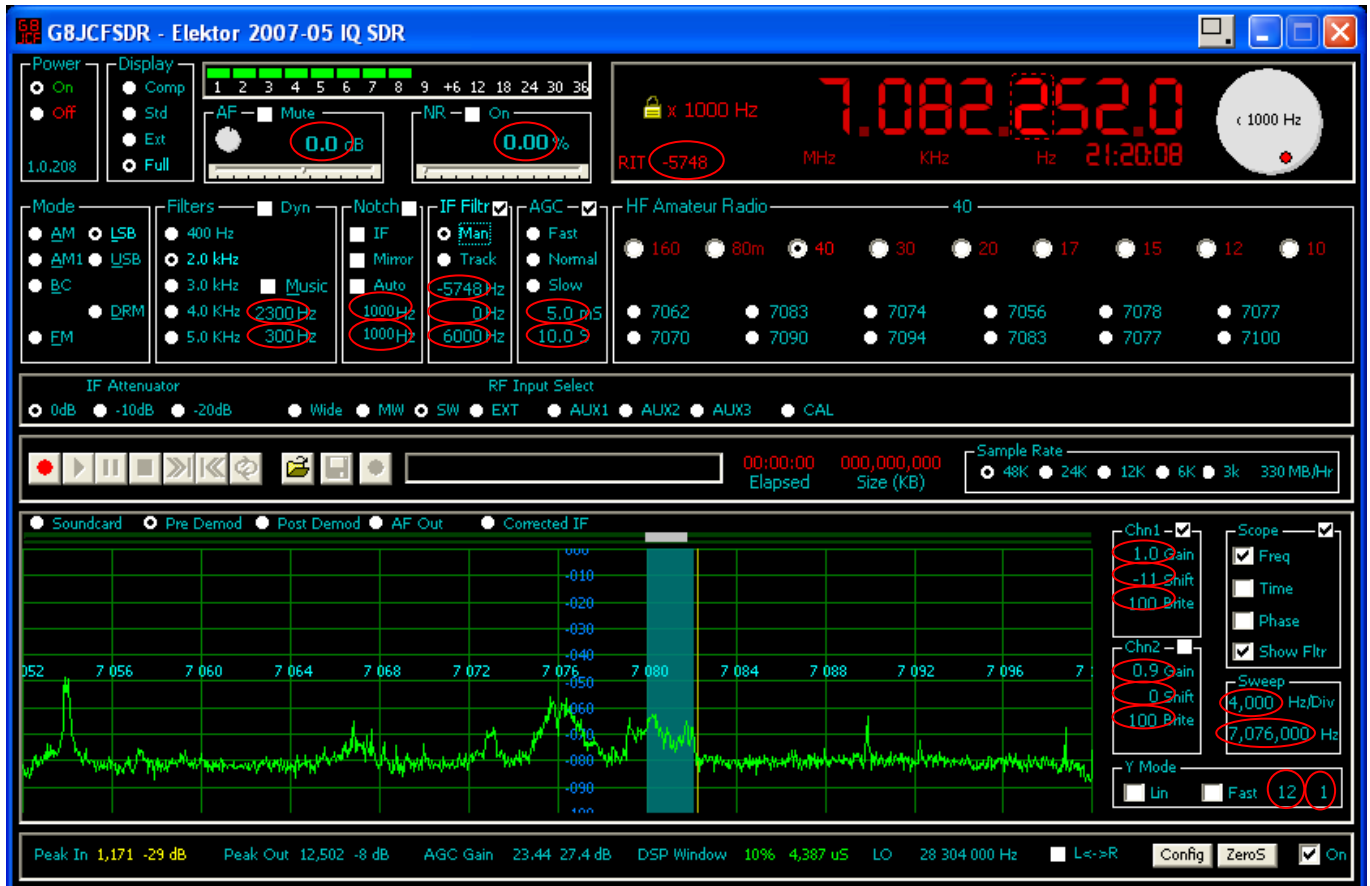 G8JCFSDR - Elektor 2007-05 IQ SDR
Power
On
Off
1.0.208
Display
Comp
Std
Ext
Full
1 2 3 4 5 6 7 8 9 +6 12 18 24 30 36
AF Mute
0.0 dB
NR On
0.00 %
x 1000 Hz
7.082.252.0
MHz KHz Hz 21:20:08
RIT -5748
1000 Hz
Mode
AM LSB
AM1 USB
BC
DRM
FM
Filters Dyn
400 Hz
2.0 kHz
3.0 kHz Music
4.0 KHz 2300 Hz
5.0 KHz 300 Hz
Notch
IF
Mirror
Auto
1000 Hz
1000 Hz
IF Filtr
Man
Track
-5748 Hz
0 Hz
6000 Hz
AGC
Fast
Normal
Slow
5.0 mS
10.0 S
HF Amateur Radio 40
160 80m 40 30 20 17 15 12 10
7062 7083 7074 7056 7078 7077
7070 7090 7094 7083 7077 7100
IF Attenuator RF Input Select
0dB -10dB -20dB Wide MW SW EXT AUX1 AUX2 AUX3 CAL
00:00:00 000,000,000
Elapsed Size (KB)
Sample Rate
48K 24K 12K 6K 3k 330 MB/Hr
Soundcard Pre Demod Post Demod AF Out Corrected IF
000
-010
-020
-030
-040
052 7 056 7 060 7 064 7 068 7 072 7 076 7 080 7 084 7 088 7 092 7 096 7
-050
-060
-070
-080
-090
-100
Chn1
1.0 Gain
-11 Shift
100 Brite
Chn2
0.9 Gain
0 Shift
100 Brite
Scope
Freq
Time
Phase
Show Fltr
Sweep
4,000 Hz/Div
7,076,000 Hz
Y Mode
Lin Fast 12 1
Peak In 1,171 -29 dB Peak Out 12,502 -8 dB AGC Gain 23.44 27.4 dB DSP Window 10% 4,387 uS LO 28 304 000 Hz L<->R Config ZeroS On